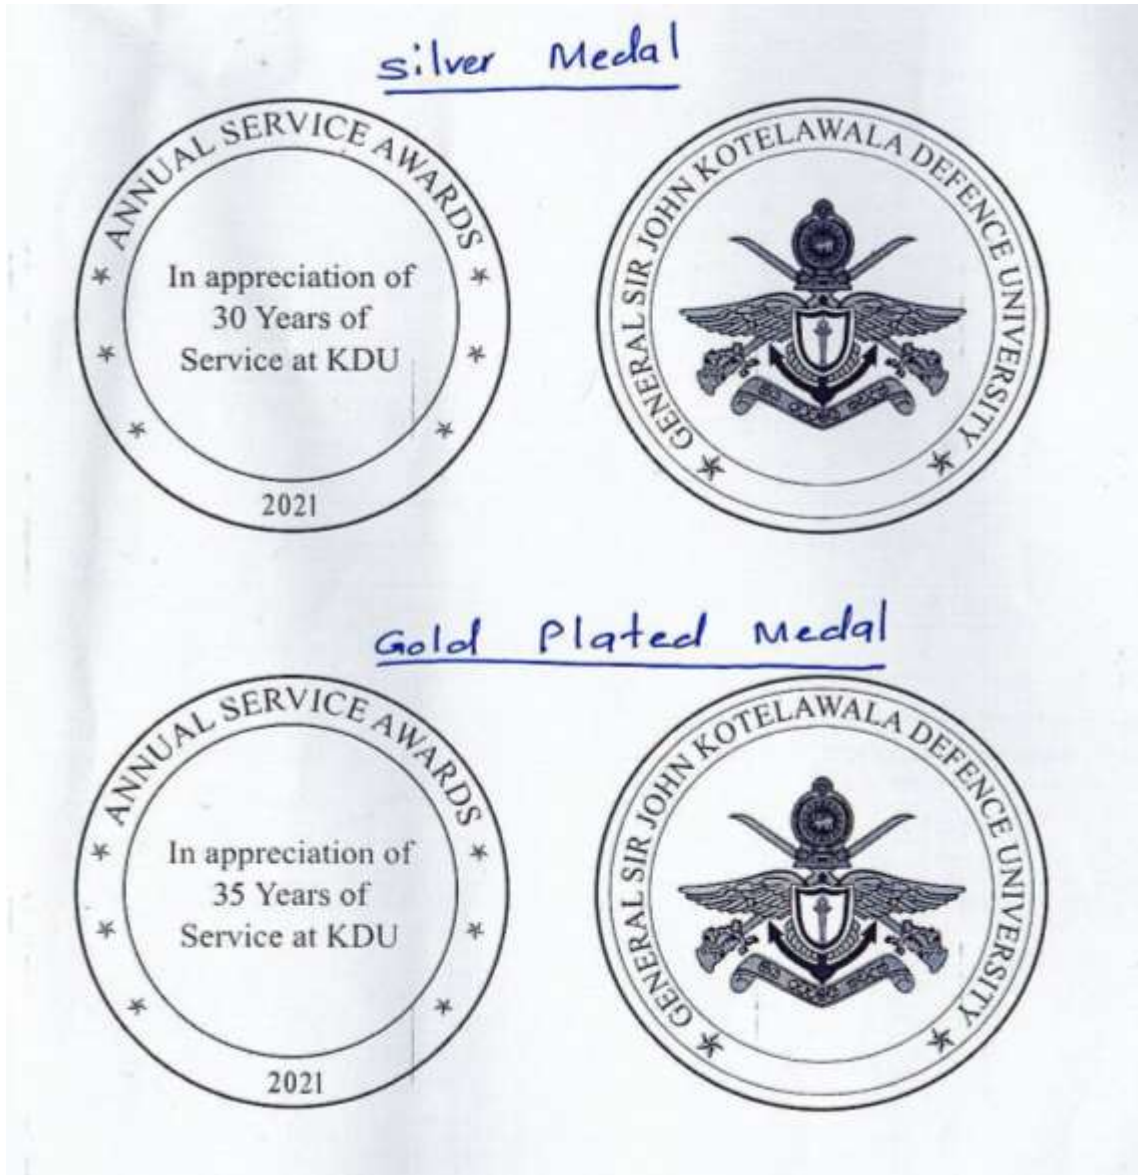 silver Medal
ANNUAL SERVICE AWARDS
In appreciation of
30 Years of
Service at KDU
2021
GENERAL SIR JOHN KOTELAWALA DEFENCE UNIVERSITY
Gold Plated Medal
ANNUAL SERVICE AWARDS
In appreciation of
35 Years of
Service at KDU
2021
GENERAL SIR JOHN KOTELAWALA DEFENCE UNIVERSITY